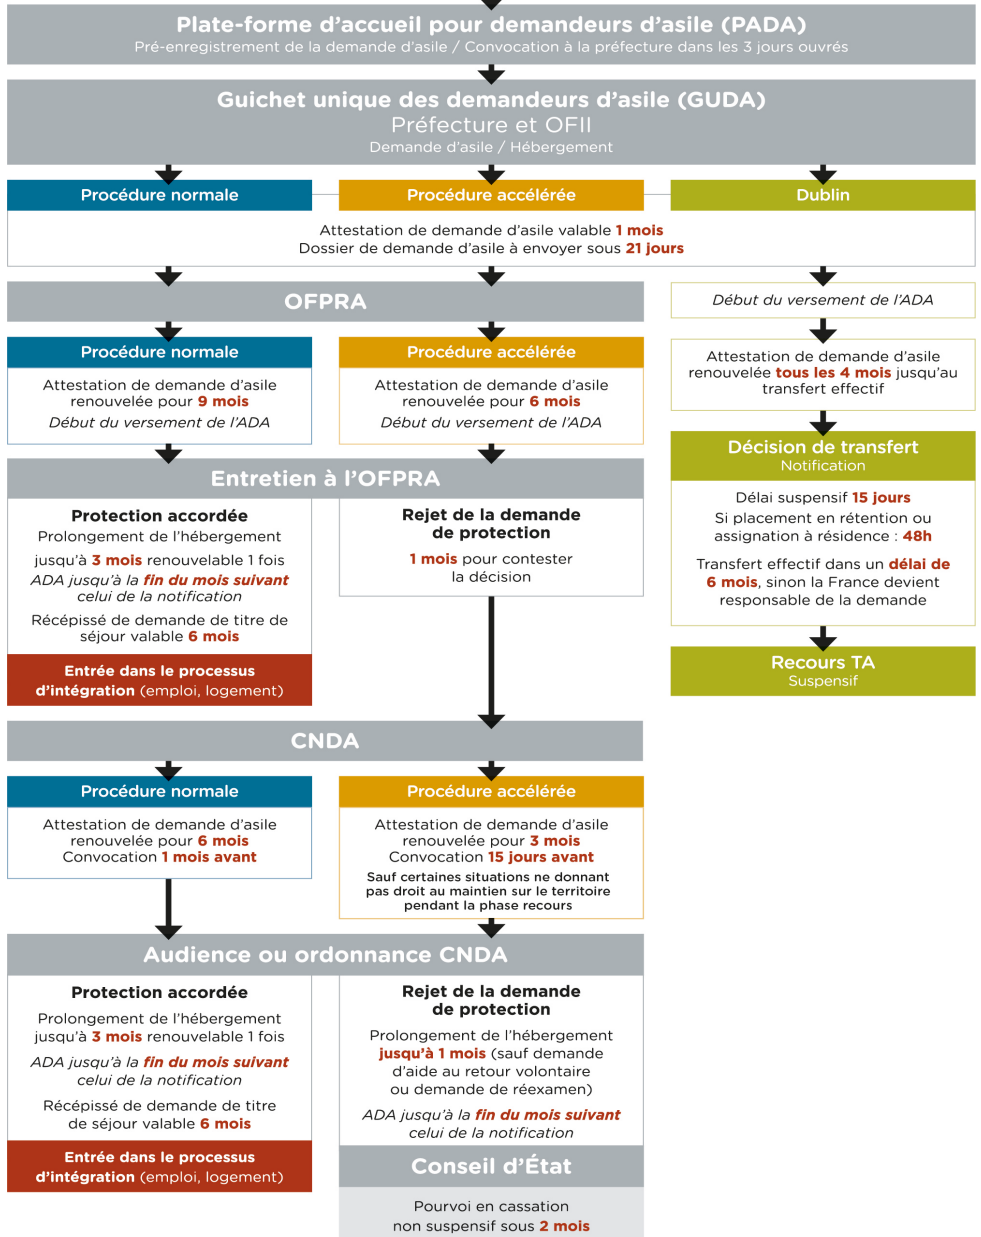 Plate-forme d'accueil pour demandeurs d'asile (PADA)
Pré-enregistrement de la demande d'asile / Convocation à la préfecture dans les 3 jours ouvrés
Guichet unique des demandeurs d'asile (GUDA)
Préfecture et OFII
Demande d'asile / Hébergement
Procédure normale
Procédure accélérée
Dublin
Attestation de demande d'asile valable 1 mois
Dossier de demande d'asile à envoyer sous 21 jours
OFPRA
Procédure normale
Attestation de demande d'asile
renouvelée pour 9 mois
Début du versement de l'ADA
Procédure accélérée
Attestation de demande d'asile
renouvelée pour 6 mois
Début du versement de l'ADA
Début du versement de l'ADA
Attestation de demande d'asile
renouvelée tous les 4 mois jusqu'au
transfert effectif
Décision de transfert
Notification
Délai suspensif 15 jours
Si placement en rétention ou
assignation à résidence : 48h
Transfert effectif dans un délai de
6 mois, sinon la France devient
responsable de la demande
Recours TA
Suspensif
Entretien à l'OFPRA
Protection accordée
Prolongement de l'hébergement
jusqu'à 3 mois renouvelable 1 fois
ADA jusqu'à la fin du mois suivant
celui de la notification
Récépissé de demande de titre de
séjour valable 6 mois
Entrée dans le processus
d'intégration (emploi, logement)
Rejet de la demande
de protection
1 mois pour contester
la décision
CNDA
Procédure normale
Attestation de demande d'asile
renouvelée pour 6 mois
Convocation 1 mois avant
Procédure accélérée
Attestation de demande d'asile
renouvelée pour 3 mois
Convocation 15 jours avant
Sauf certaines situations ne donnant
pas droit au maintien sur le territoire
pendant la phase recours
Audience ou ordonnance CNDA
Protection accordée
Prolongement de l'hébergement
jusqu'à 3 mois renouvelable 1 fois
ADA jusqu'à la fin du mois suivant
celui de la notification
Récépissé de demande de titre
de séjour valable 6 mois
Entrée dans le processus
d'intégration (emploi, logement)
Rejet de la demande
de protection
Prolongement de l'hébergement
jusqu'à 1 mois (sauf demande
d'aide au retour volontaire
ou demande de réexamen)
ADA jusqu'à la fin du mois suivant
celui de la notification
Conseil d'État
Pourvoi en cassation
non suspensif sous 2 mois